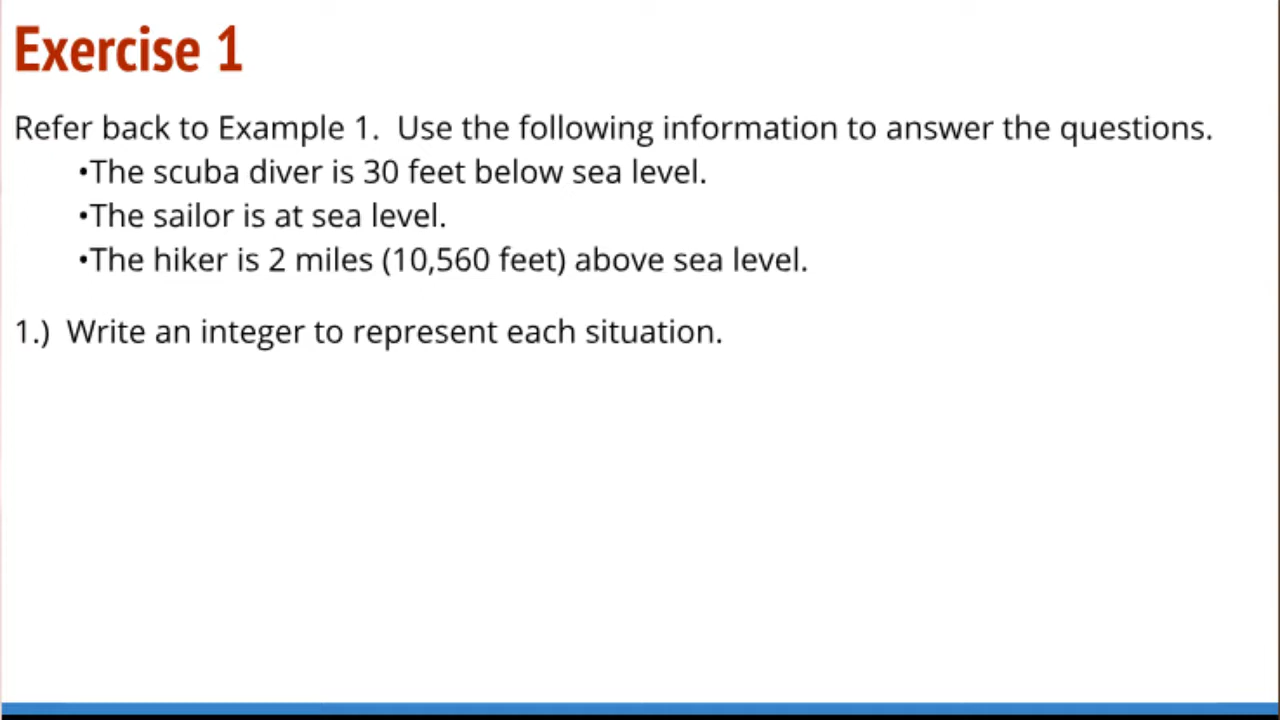 Exercise 1
Refer back to Example 1.  Use the following information to answer the questions.
•The scuba diver is 30 feet below sea level.
•The sailor is at sea level.
•The hiker is 2 miles (10,560 feet) above sea level.
1.)  Write an integer to represent each situation.